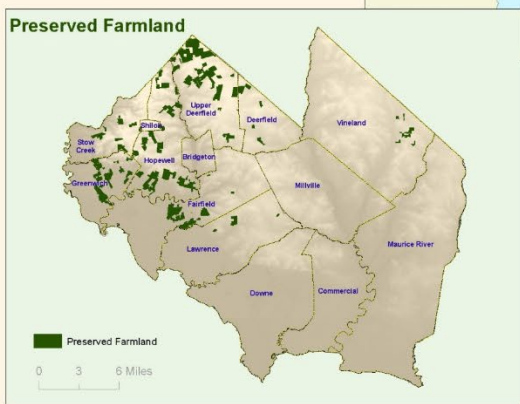 Preserved Farmland
Upper
Deerfield
Deerfield
Vineland
Shiloh
Stow
Creek
Hopewell
Bridgeton
Greenwich
Millville
Fairfield
Lawrence
Maurice River
Downe
Commercial
Preserved Farmland
0 3 6 Miles